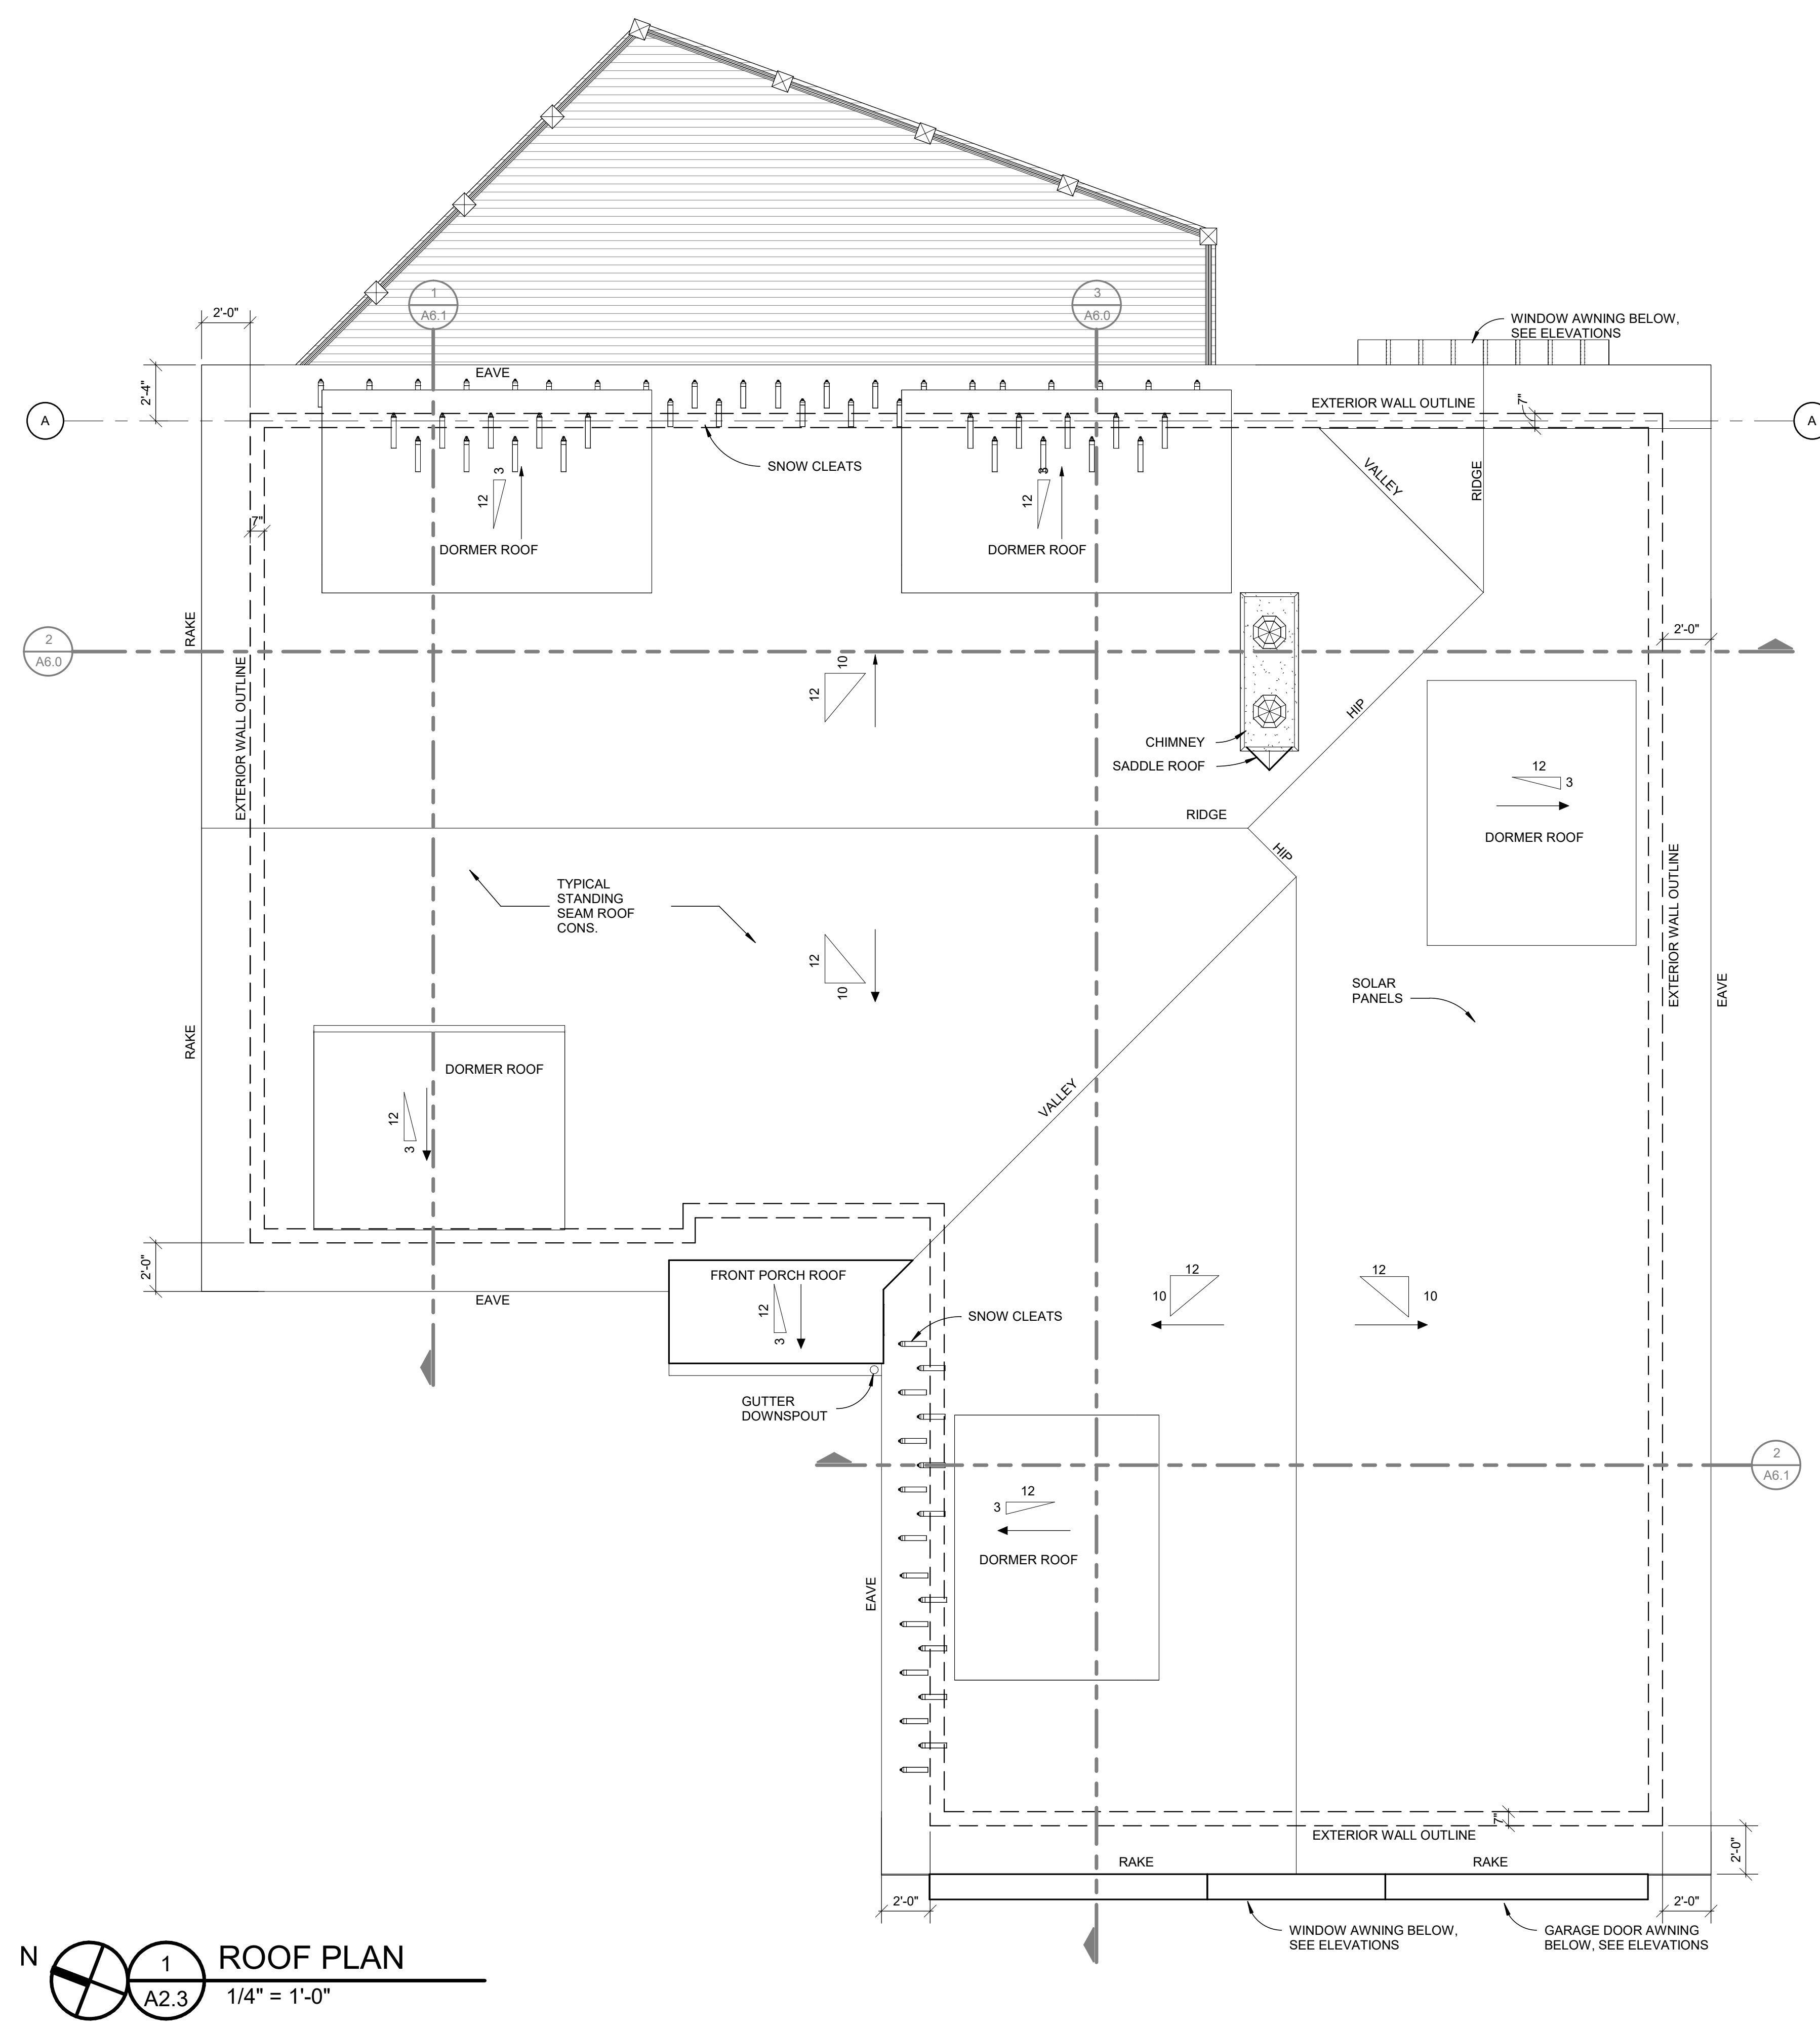 1
A6.1
3
A6.0
WINDOW AWNING BELOW,
SEE ELEVATIONS
2'-0"
2'-4"
EAVE
EXTERIOR WALL OUTLINE
7"
A
A
SNOW CLEATS
VALLEY
RIDGE
7"
12
3
DORMER ROOF
12
3
DORMER ROOF
RAKE
2
A6.0
EXTERIOR WALL OUTLINE
2'-0"
12
10
HIP
CHIMNEY
SADDLE ROOF
12
3
DORMER ROOF
RIDGE
HIP
TYPICAL
STANDING
SEAM ROOF
CONS.
12
10
SOLAR
PANELS
EXTERIOR WALL OUTLINE
EAVE
RAKE
DORMER ROOF
12
3
VALLEY
2'-0"
EAVE
FRONT PORCH ROOF
12
3
SNOW CLEATS
12
10
12
10
GUTTER
DOWNSPOUT
2
A6.1
12
3
DORMER ROOF
EAVE
7"
EXTERIOR WALL OUTLINE
RAKE
RAKE
2'-0"
2'-0"
2'-0"
WINDOW AWNING BELOW,
SEE ELEVATIONS
GARAGE DOOR AWNING
BELOW, SEE ELEVATIONS
N
1
A2.3
ROOF PLAN
1/4" = 1'-0"